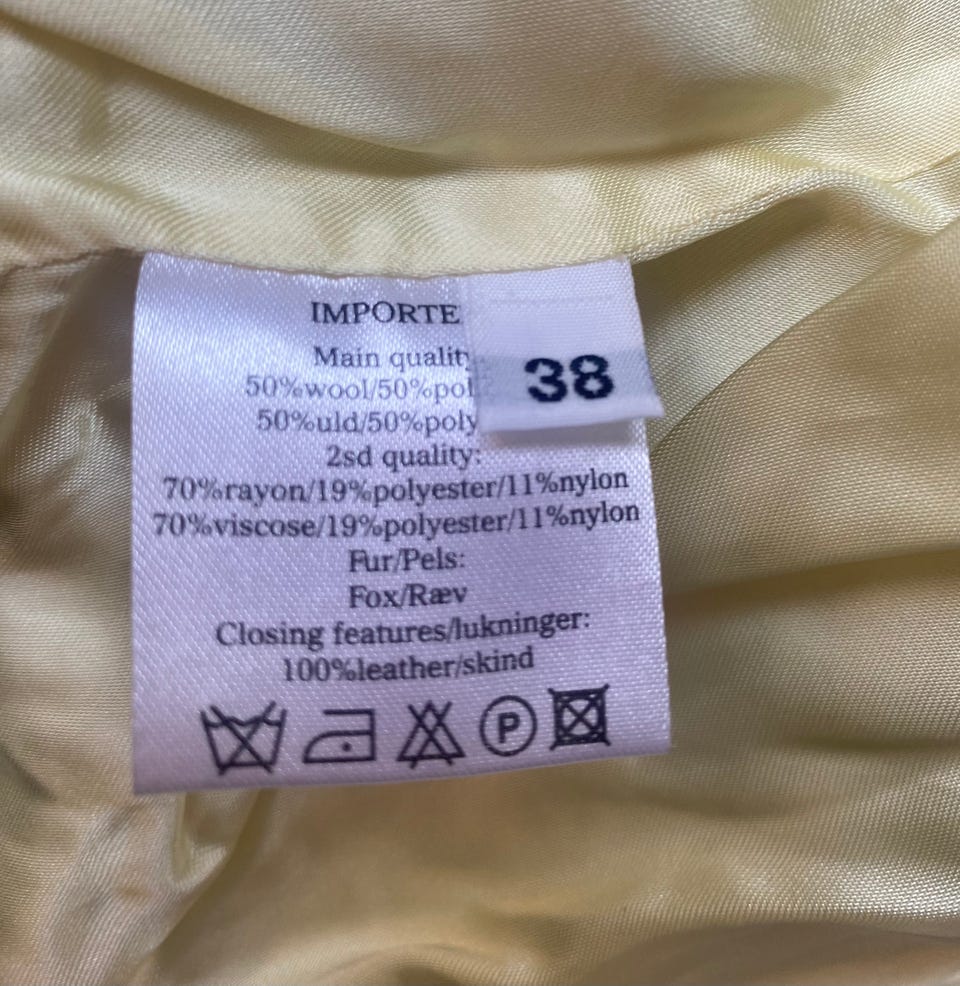 IMPORTE
38
Main quality
50%wool/50%pol
50%uld/50%poly
2sd quality:
70%rayon/19%polyester/11%nylon
70%viscose/19%polyester/11%nylon
Fur/Pels:
Fox/Ræv
Closing features/lukninger:
100%leather/skind
P